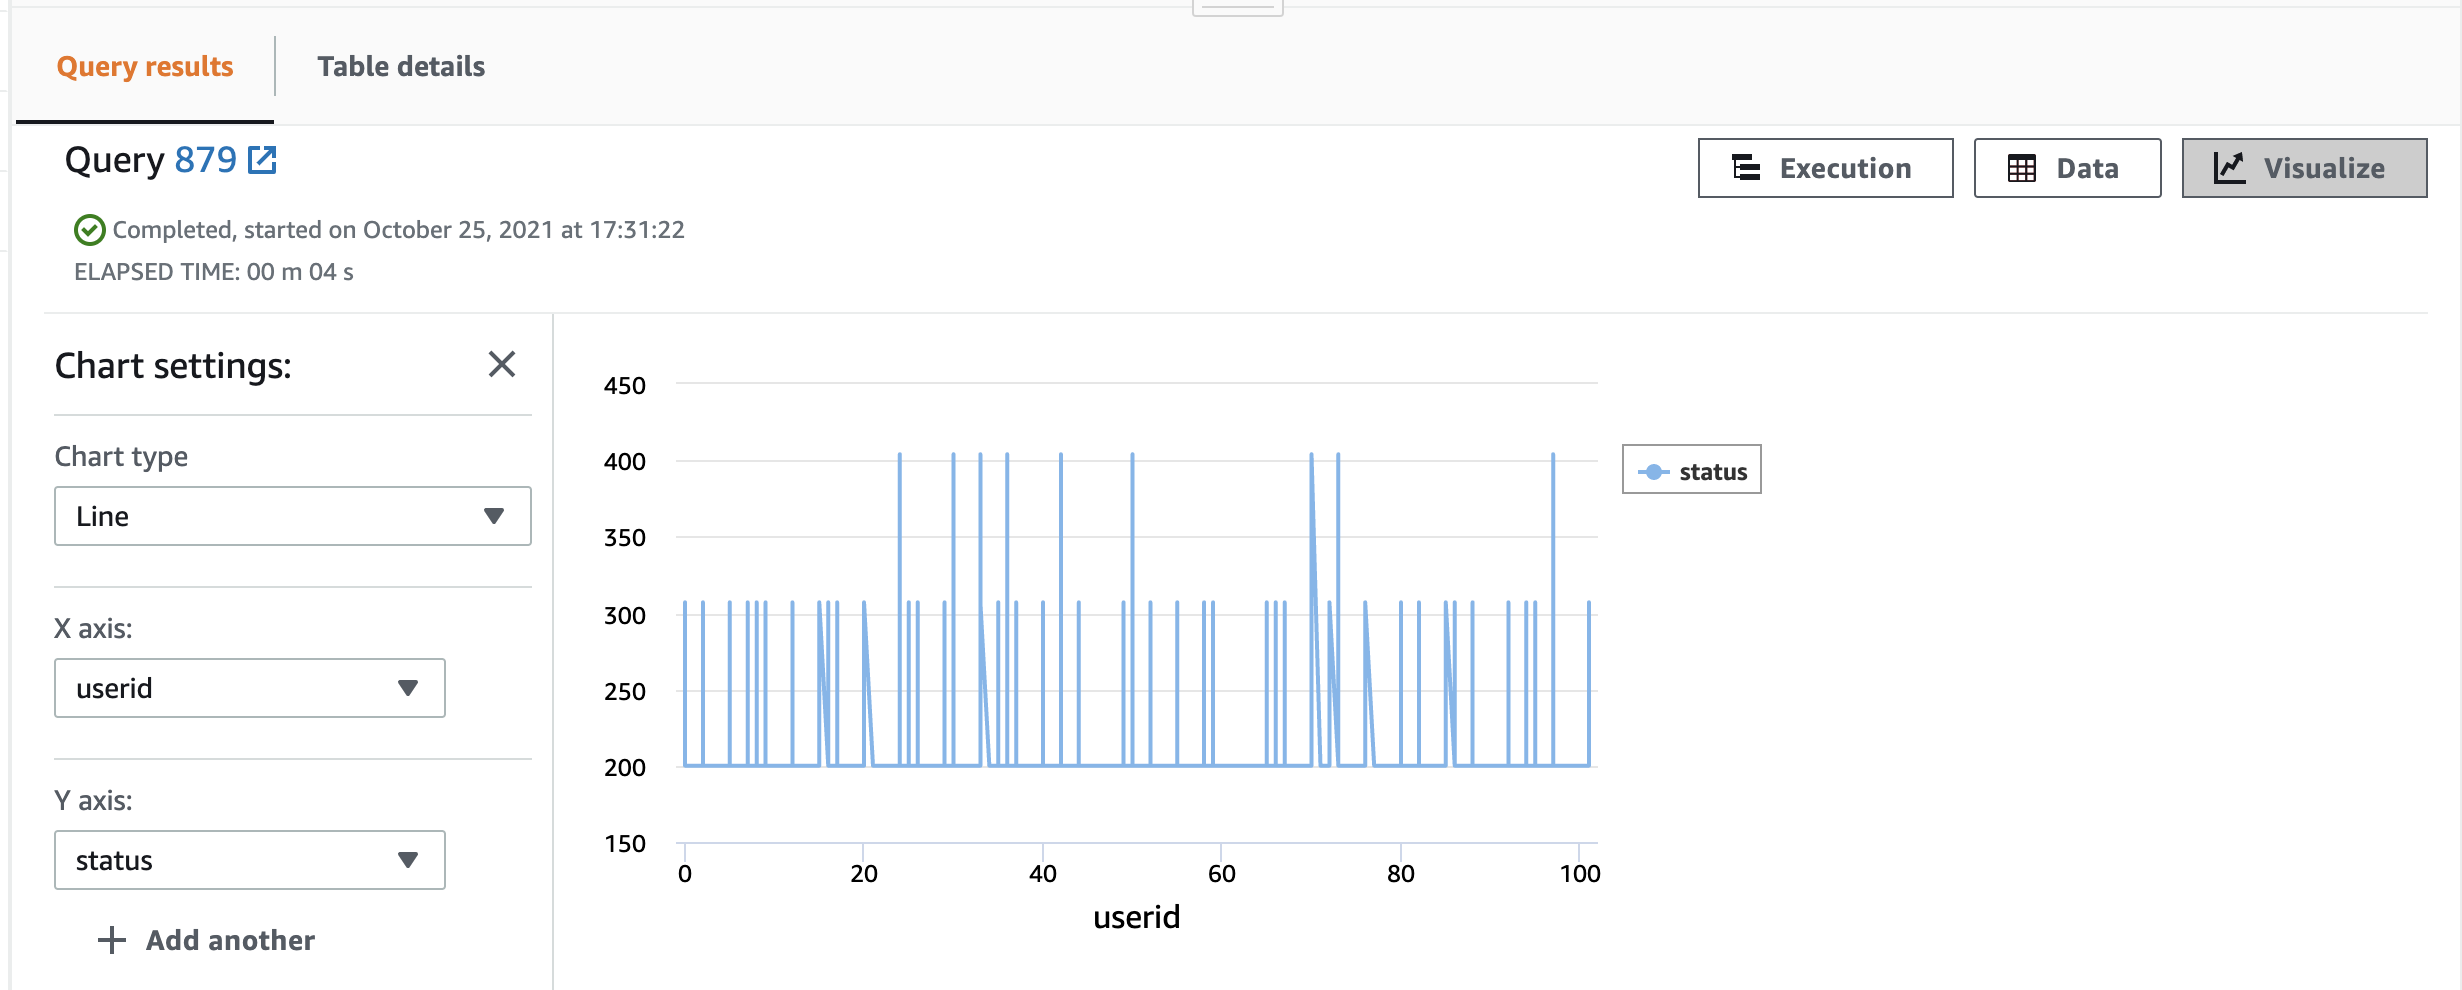 Query results
Table details
Query 879
Execution
Data
Visualize
Completed, started on October 25, 2021 at 17:31:22
ELAPSED TIME: 00 m 04 s
Chart settings:
Chart type
Line
X axis:
userid
Y axis:
status
Add another
450
400
350
300
250
200
150
0 20 40 60 80 100
userid
status